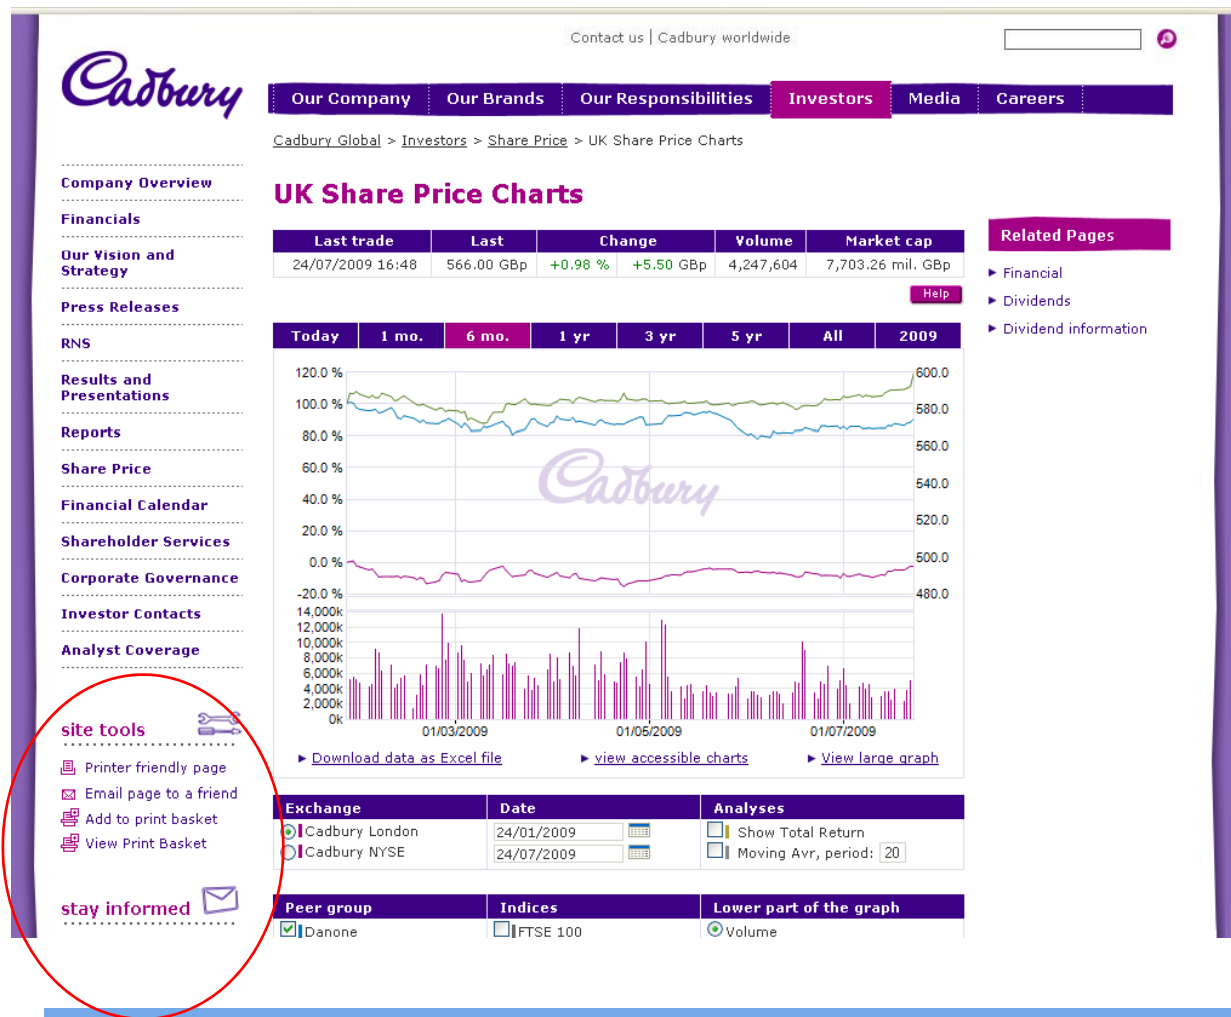 Contact us | Cadbury worldwide
Cadbury
Our Company Our Brands Our Responsibilities Investors Media Careers
Cadbury Global > Investors > Share Price > UK Share Price Charts
Company Overview
Financials
Our Vision and
Strategy
Press Releases
RNS
Results and
Presentations
Reports
Share Price
Financial Calendar
Shareholder Services
Corporate Governance
Investor Contacts
Analyst Coverage
site tools
Printer friendly page
Email page to a friend
Add to print basket
View Print Basket
stay informed
UK Share Price Charts
Last trade Last Change Volume Market cap
24/07/2009 16:48 566.00 GBp +0.98 % +5.50 GBp 4,247,604 7,703.26 mil. GBp
Help
Today 1 mo. 6 mo. 1 yr 3 yr 5 yr All 2009
120.0 % 600.0
100.0 % 580.0
80.0 % 560.0
60.0 % 540.0
40.0 % 520.0
20.0 % 500.0
0.0 % 480.0
-20.0 %
Cadbury
14,000k
12,000k
10,000k
8,000k
6,000k
4,000k
2,000k
0k
01/03/2009 01/05/2009 01/07/2009
Download data as Excel file view accessible charts View large graph
Exchange Date Analyses
Cadbury London 24/01/2009 Show Total Return
Cadbury NYSE 24/07/2009 Moving Avr, period: 20
Peer group Indices Lower part of the graph
Danone FTSE 100 Volume
Related Pages
Financial
Dividends
Dividend information